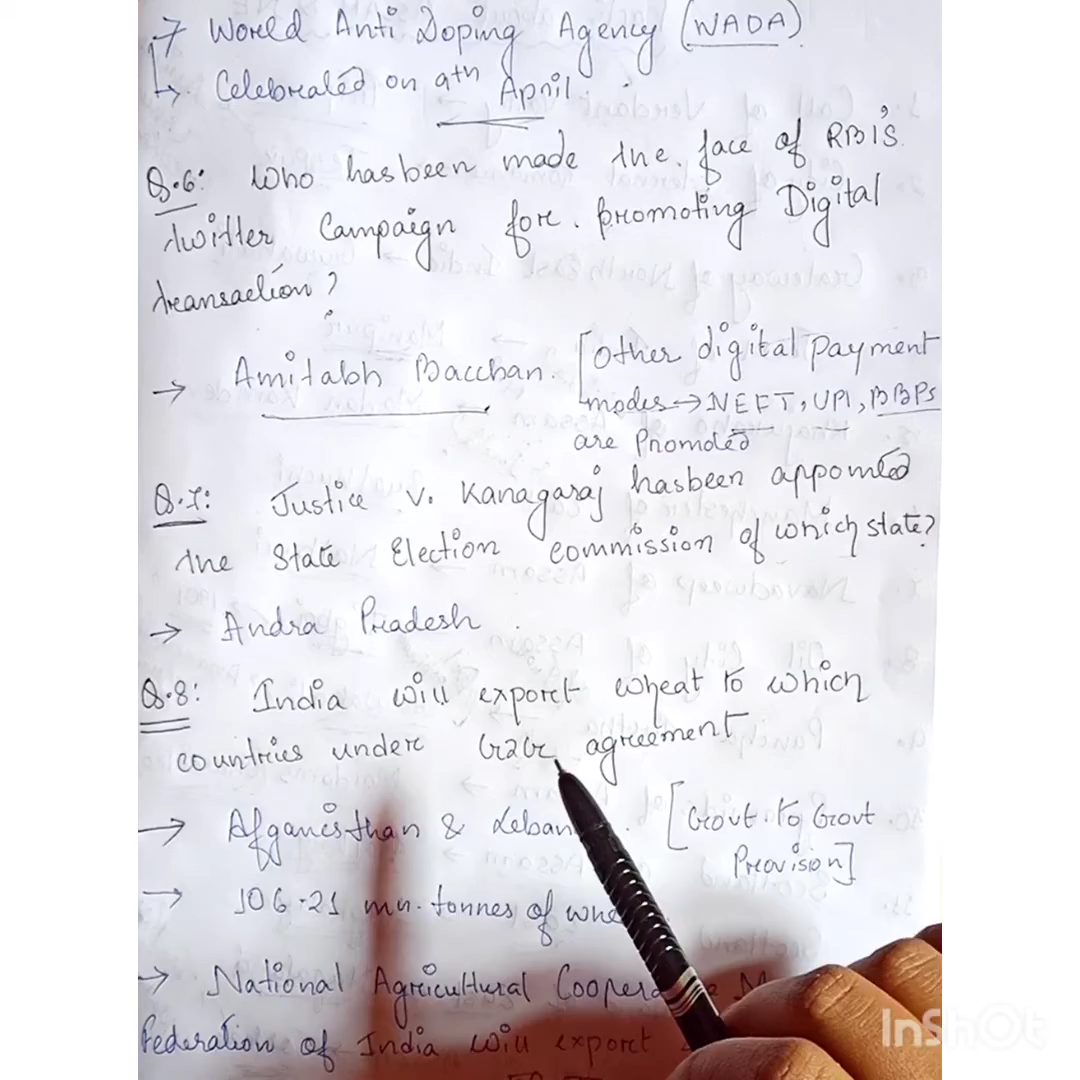 → World Anti Doping Agency (WADA)
↳ Celebrated on 9th April.
Q.6: Who hasbeen made the face of RBI's
twitter Campaign for promoting Digital
transaction?
→ Amitabh Bacchan. [Other digital payment
modes → NEFT, UPI, BBPS
are Promoted
Q.7: Justice V. Kanagaraj hasbeen appointed
the State Election commission of which state?
→ Andra Pradesh.
Q.8: India will export wheat to which
countries under G2G agreement
→ Afganisthan & [Govt to Govt
Provision]
→ 106.21 mn. tonnes of
→ National Agricultural
Federation of India will export
InShOt